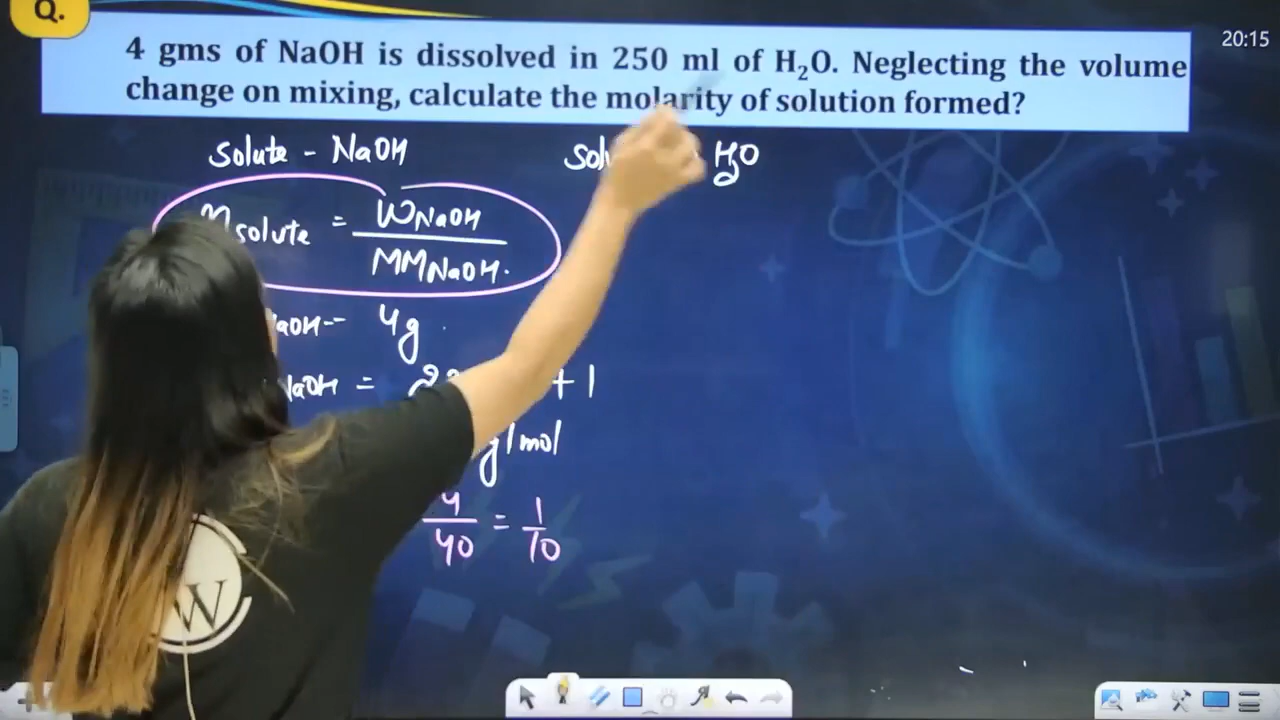 Q.
20:15
4 gms of NaOH is dissolved in 250 ml of H₂O. Neglecting the volume
change on mixing, calculate the molarity of solution formed?
Solute - NaOH
H₂O
solute = WNaOH
MMNaOH.
4g
NaOH = + 1
g/mol
4/40 = 1/10
W